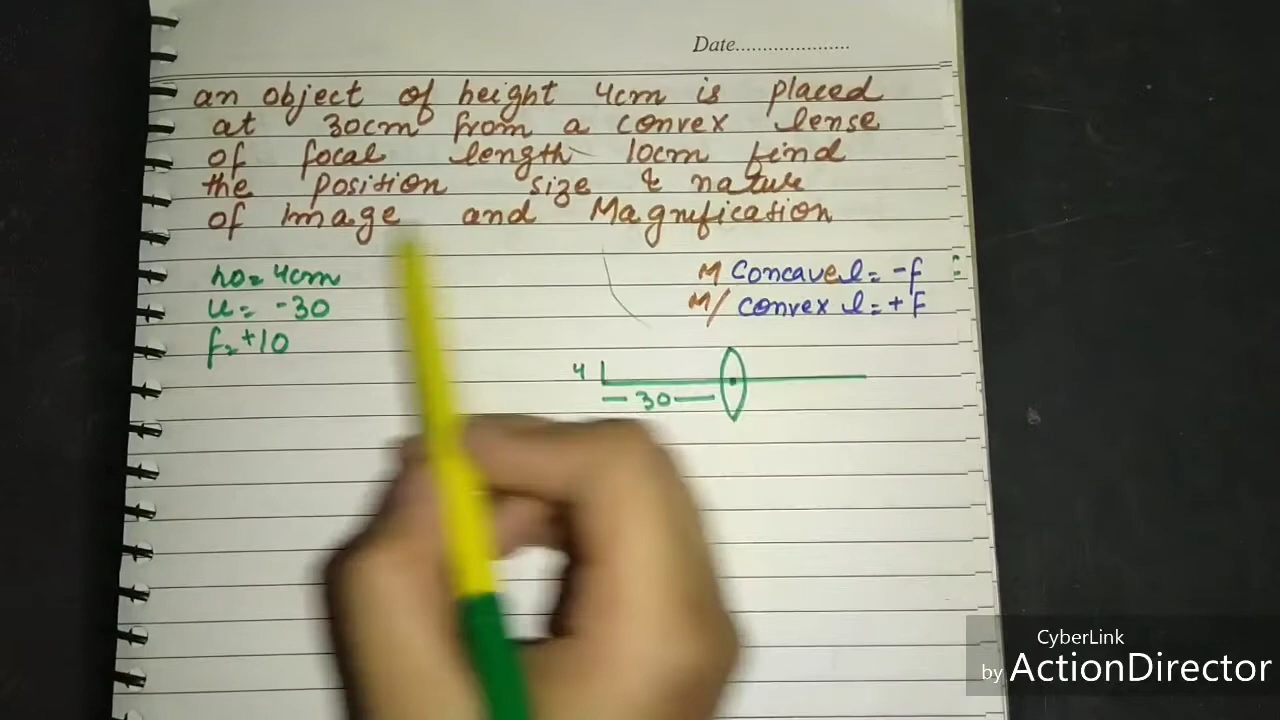 Date.....................
an object of height 4cm is placed
at 30cm from a convex lense
of focal length 10cm find
the position size & nature
of image and Magnification
ho= 4cm
u= -30
f= +10
M concave l= -f
M/ convex l= + F
4
30
CyberLink
by ActionDirector